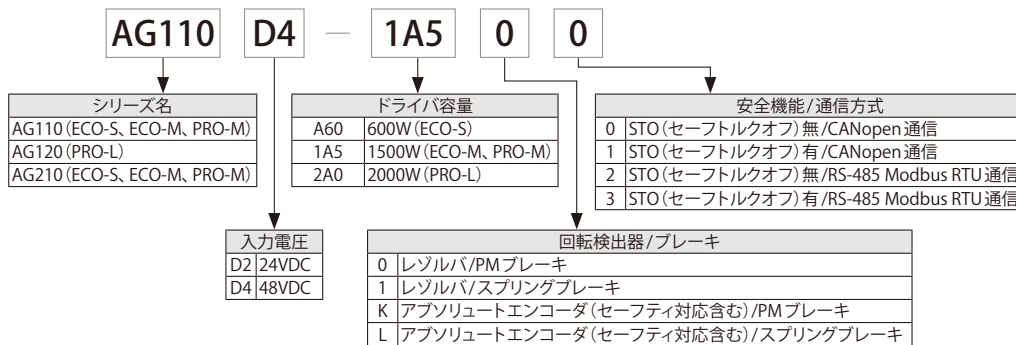 AG110 D4 — 1A5 0 0
シリーズ名
AG110(ECO-S、ECO-M、PRO-M)
AG120(PRO-L)
AG210(ECO-S、ECO-M、PRO-M)
ドライバ容量
A60 600W(ECO-S)
1A5 1500W(ECO-M、PRO-M)
2A0 2000W(PRO-L)
安全機能/通信方式
0 STO(セーフトルクオフ)無/CANopen通信
1 STO(セーフトルクオフ)有/CANopen通信
2 STO(セーフトルクオフ)無/RS-485 Modbus RTU通信
3 STO(セーフトルクオフ)有/RS-485 Modbus RTU通信
入力電圧
D2 24VDC
D4 48VDC
回転検出器/ブレーキ
0 レゾルバ/PMブレーキ
1 レゾルバ/スプリングブレーキ
K アブソリュートエンコーダ(セーフティ対応含む)/PMブレーキ
L アブソリュートエンコーダ(セーフティ対応含む)/スプリングブレーキ